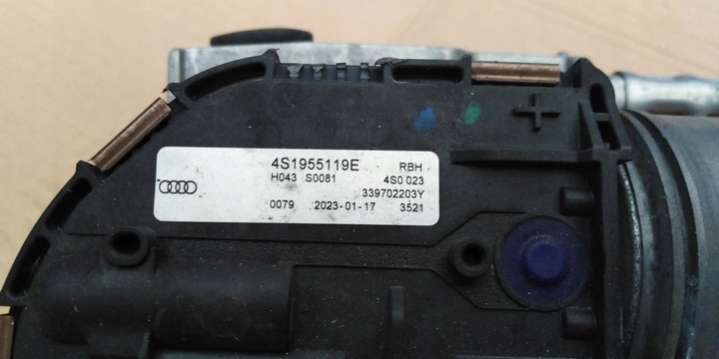 4S1955119E RBH
H043 S0081 4S0 023
339702203Y
0079 2023-01-17 3521